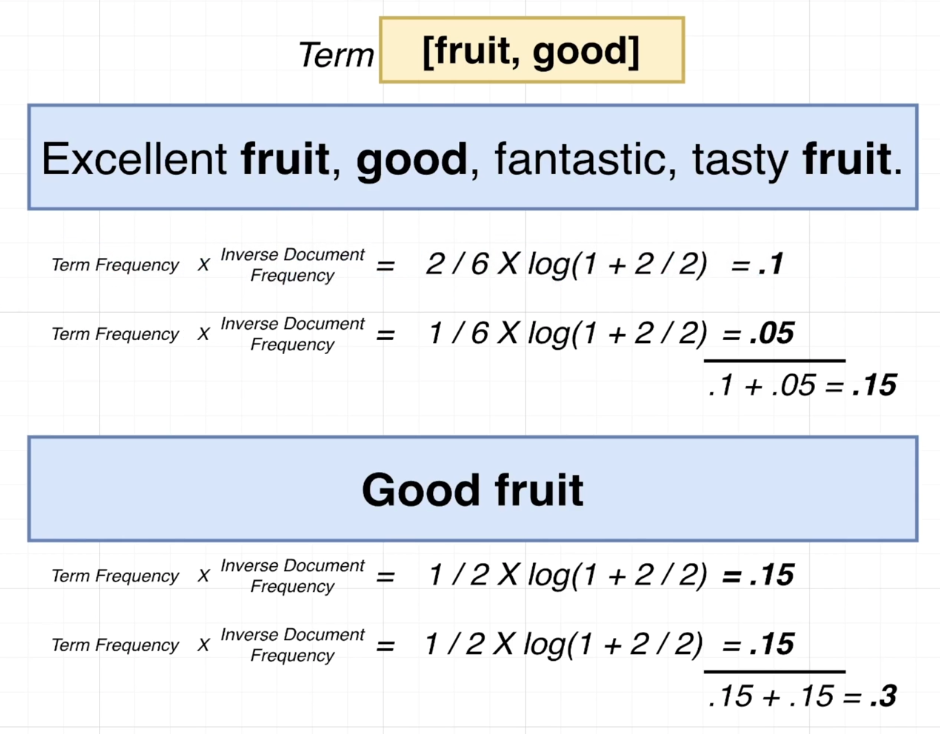 Term [fruit, good]
Excellent fruit, good, fantastic, tasty fruit.
Term Frequency X Inverse Document Frequency = 2 / 6 X log(1 + 2 / 2) = .1
Term Frequency X Inverse Document Frequency = 1 / 6 X log(1 + 2 / 2) = .05
.1 + .05 = .15
Good fruit
Term Frequency X Inverse Document Frequency = 1 / 2 X log(1 + 2 / 2) = .15
Term Frequency X Inverse Document Frequency = 1 / 2 X log(1 + 2 / 2) = .15
.15 + .15 = .3